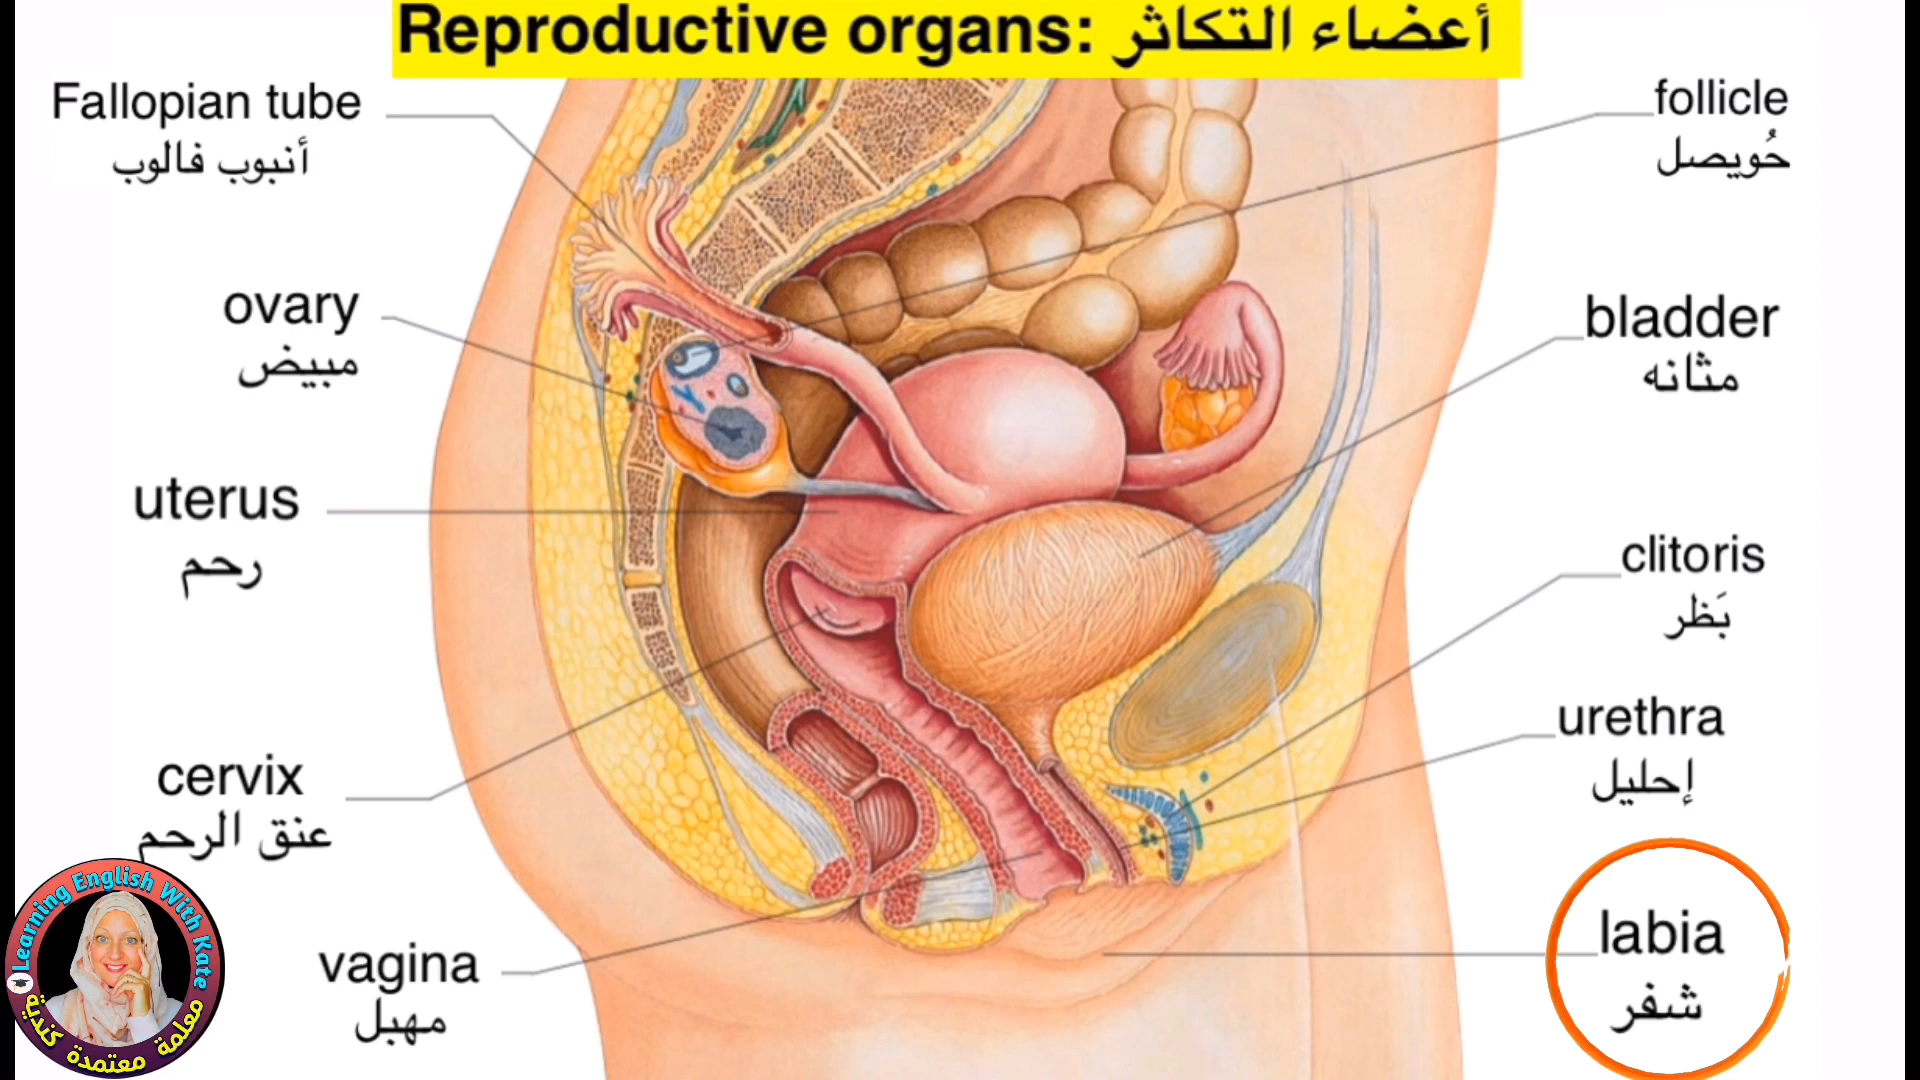 Reproductive organs: أعضاء التكاثر
Fallopian tube
أنبوب فالوب
ovary
مبيض
uterus
رحم
cervix
عنق الرحم
vagina
مهبل
follicle
حُويصل
bladder
مثانه
clitoris
بَظر
urethra
إحليل
labia
شفر
Learning English With Kate
معلمة معتمدة كندية